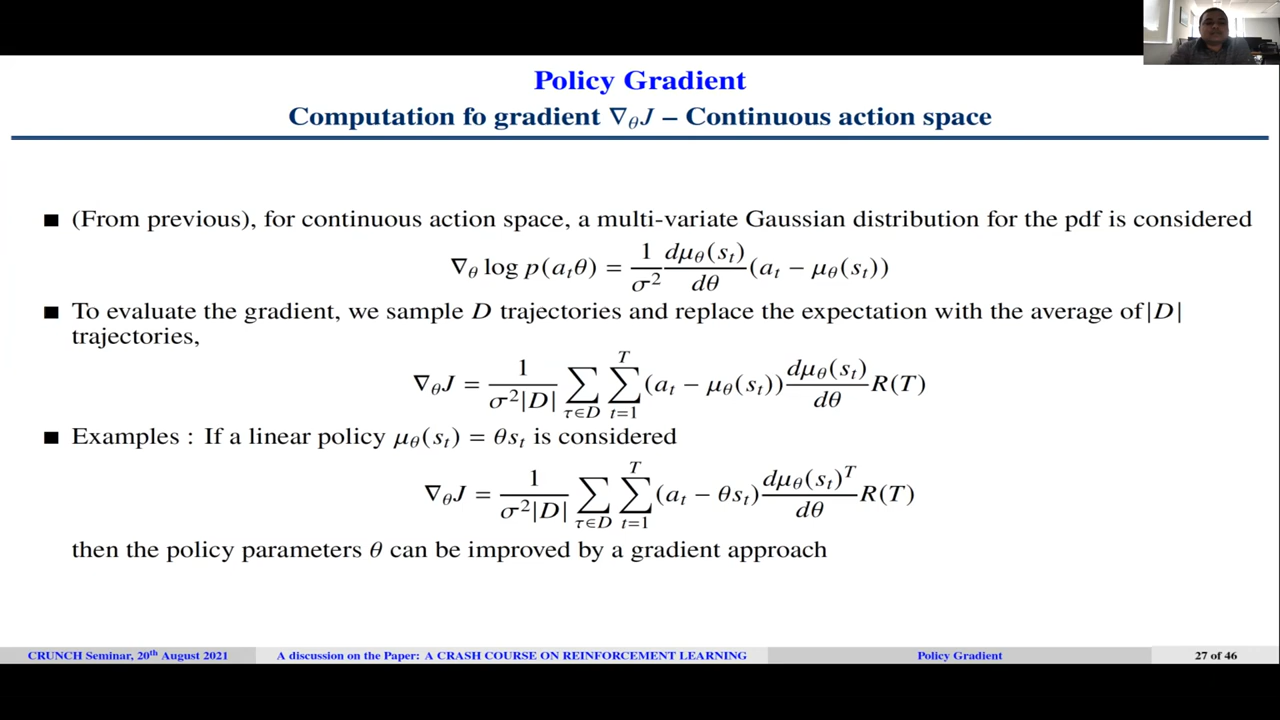 Policy Gradient
Computation fo gradient ∇θJ – Continuous action space
■ (From previous), for continuous action space, a multi-variate Gaussian distribution for the pdf is considered
∇θ log p(atθ) = 1/σ² dμθ(st)/dθ (at − μθ(st))
■ To evaluate the gradient, we sample D trajectories and replace the expectation with the average of|D|
trajectories,
∇θJ = 1/σ²|D| ∑τ∈D ∑t=1^T (at − μθ(st)) dμθ(st)/dθ R(T)
■ Examples : If a linear policy μθ(st) = θst is considered
∇θJ = 1/σ²|D| ∑τ∈D ∑t=1^T (at − θst) dμθ(st)^T/dθ R(T)
then the policy parameters θ can be improved by a gradient approach
CRUNCH Seminar, 20th August 2021 A discussion on the Paper: A CRASH COURSE ON REINFORCEMENT LEARNING Policy Gradient 27 of 46